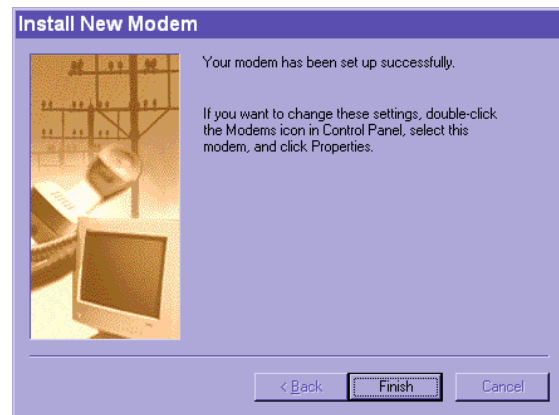 Install New Modem
Your modem has been set up successfully.
If you want to change these settings, double-click
the Modems icon in Control Panel, select this
modem, and click Properties.
< Back Finish Cancel